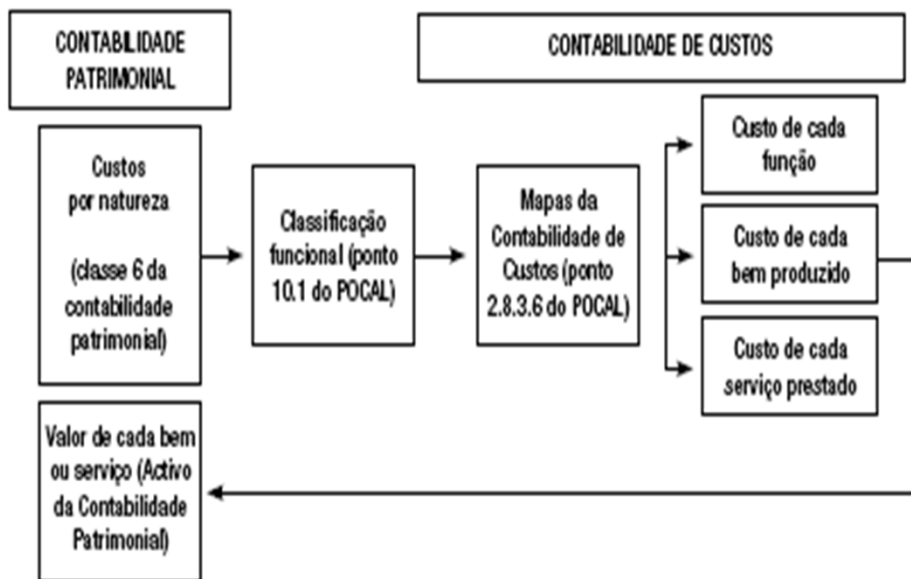 CONTABILIDADE
PATRIMONIAL
CONTABILIDADE DE CUSTOS
Custos
por natureza
(classe 6 da
contabilidade
patrimonial)
Classificação
funcional (ponto
10.1 do POCAL)
Mapas da
Contabilidade de
Custos (ponto
2.8.3.6 do POCAL)
Custo de cada
função
Custo de cada
bem produzido
Custo de cada
serviço prestado
Valor de cada bem
ou serviço (Activo
da Contabilidade
Patrimonial)